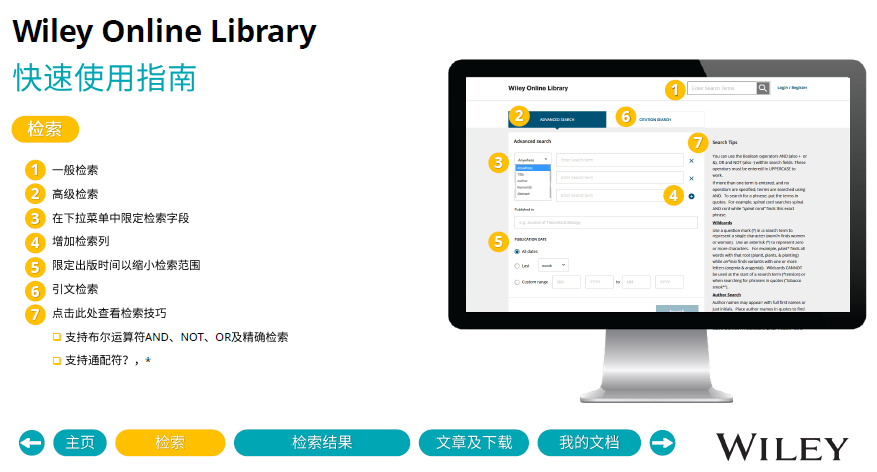 Wiley Online Library
快速使用指南
检索
1 一般检索
2 高级检索
3 在下拉菜单中限定检索字段
4 增加检索列
5 限定出版时间以缩小检索范围
6 引文检索
7 点击此处查看检索技巧
支持布尔运算符AND、NOT、OR及精确检索
支持通配符？，*
Wiley Online Library
1
Enter Search Terms
Login / Register
2 ADVANCED SEARCH
6 CITATION SEARCH
Advanced search
3
Anywhere
Enter Search term
Anywhere
Title
Author
Keywords
Abstract
Enter Search term
Enter Search term
4
Published in
e.g. Journal of Theoretical Biology
5 PUBLICATION DATE
All dates
Last month
Custom range
YYYY
to
YYYY
7 Search Tips
You can use the Boolean operators AND (also + or
&), OR and NOT (also -) within search fields. These
operators must be entered in UPPERCASE to
work.
If more than one term is entered, and no
operators are specified, terms are searched using
AND. To search for a phrase, put the terms in
quotes. For example, spinal cord searches spinal
AND cord while "spinal cord" finds this exact
phrase.
Wildcards
Use a question mark (?) in a search term to
represent a single character (wom?n finds women
or woman). Use an asterisk (*) to represent zero
or more characters. For example, plant* finds all
words with that root (plant, plants, & planting)
while an*mia finds variants with one or more
letters (anemia & anaemia). Wildcards CANNOT
be used at the start of a search term (*tension) or
when searching for phrases in quotes ("tobacco
smok*").
Author Search
Author names may appear with full first names or
just initials. Place author names in quotes to find
主页
检索
检索结果
文章及下载
我的文档
WILEY